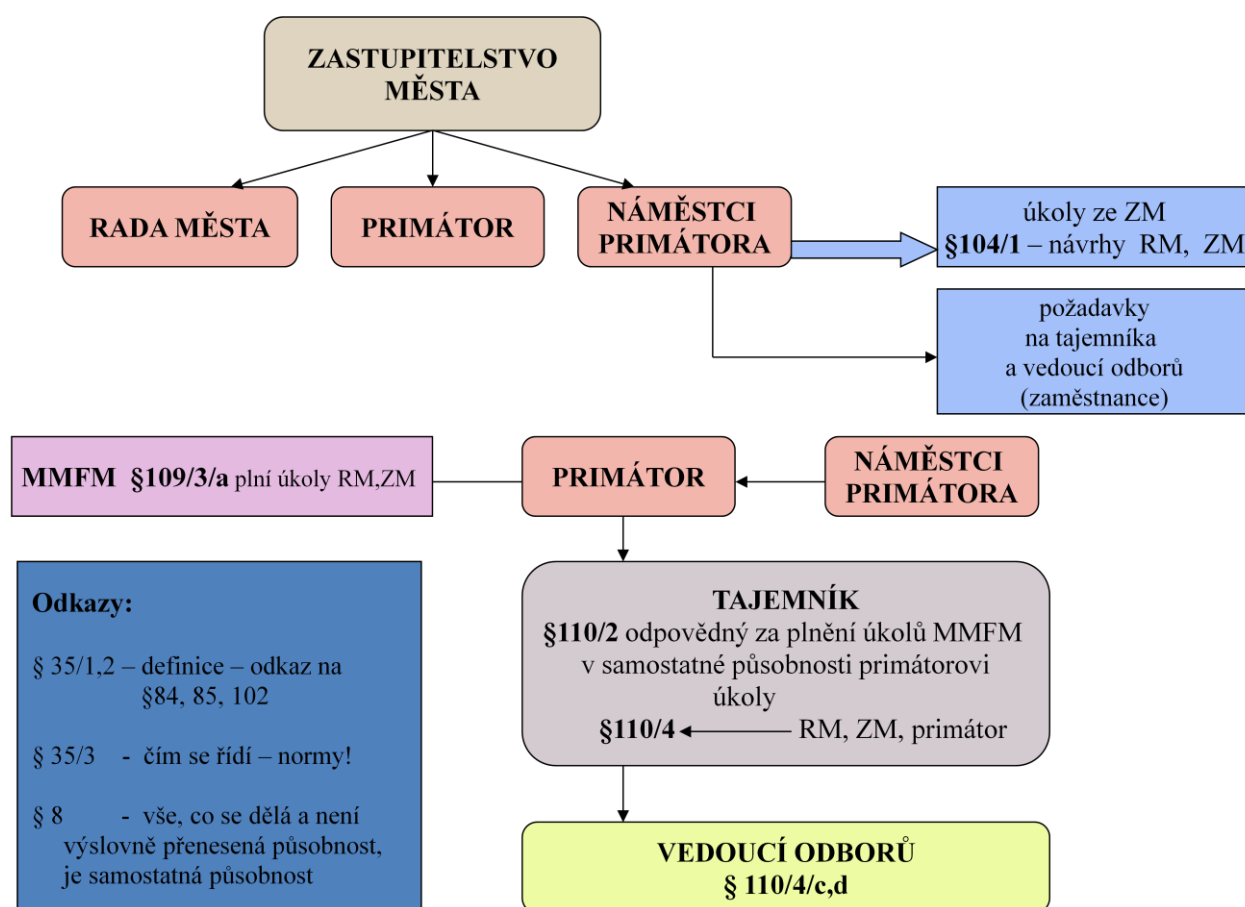 ZASTUPITELSTVO
MĚSTA
RADA MĚSTA
PRIMÁTOR
NÁMĚSTCI
PRIMÁTORA
úkoly ze ZM
§104/1 – návrhy RM, ZM
požadavky
na tajemníka
a vedoucí odborů
(zaměstnance)
MMFM §109/3/a plní úkoly RM,ZM
PRIMÁTOR
NÁMĚSTCI
PRIMÁTORA
Odkazy:
§ 35/1,2 – definice – odkaz na
§84, 85, 102
§ 35/3 - čím se řídí – normy!
§ 8 - vše, co se dělá a není
výslovně přenesená působnost,
je samostatná působnost
TAJEMNÍK
§110/2 odpovědný za plnění úkolů MMFM
v samostatné působnosti primátorovi
úkoly
§110/4 RM, ZM, primátor
VEDOUCÍ ODBORŮ
§ 110/4/c,d